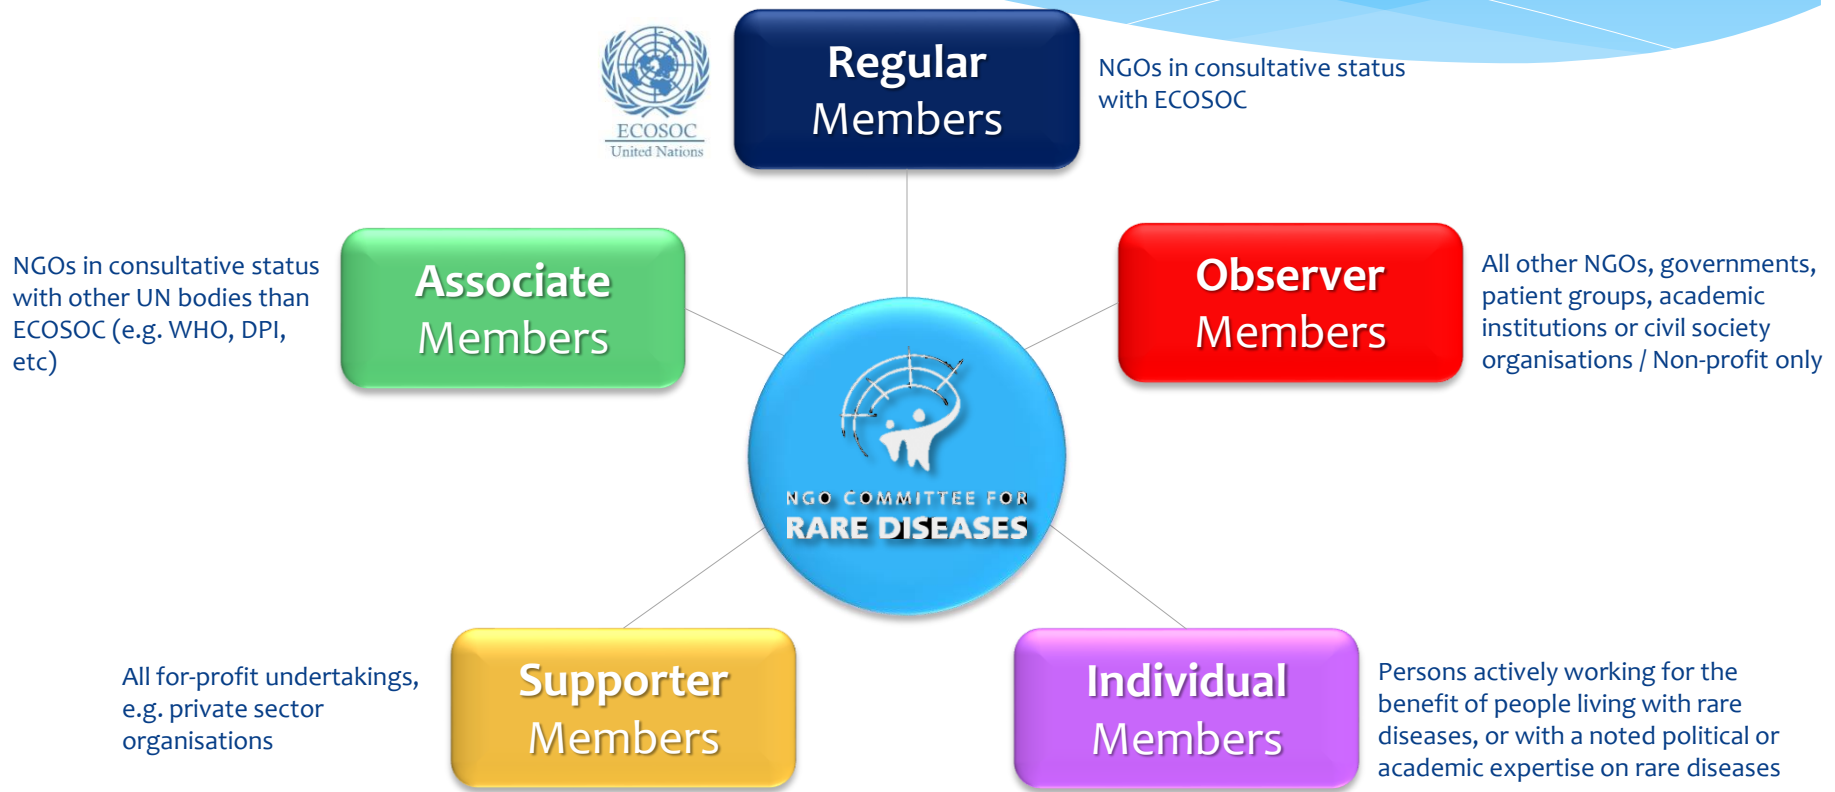 ECOSOC
United Nations
Regular
Members
NGOs in consultative status
with ECOSOC
NGOs in consultative status
with other UN bodies than
ECOSOC (e.g. WHO, DPI,
etc)
Associate
Members
Observer
Members
All other NGOs, governments,
patient groups, academic
institutions or civil society
organisations / Non-profit only
NGO COMMITTEE FOR
RARE DISEASES
All for-profit undertakings,
e.g. private sector
organisations
Supporter
Members
Individual
Members
Persons actively working for the
benefit of people living with rare
diseases, or with a noted political or
academic expertise on rare diseases